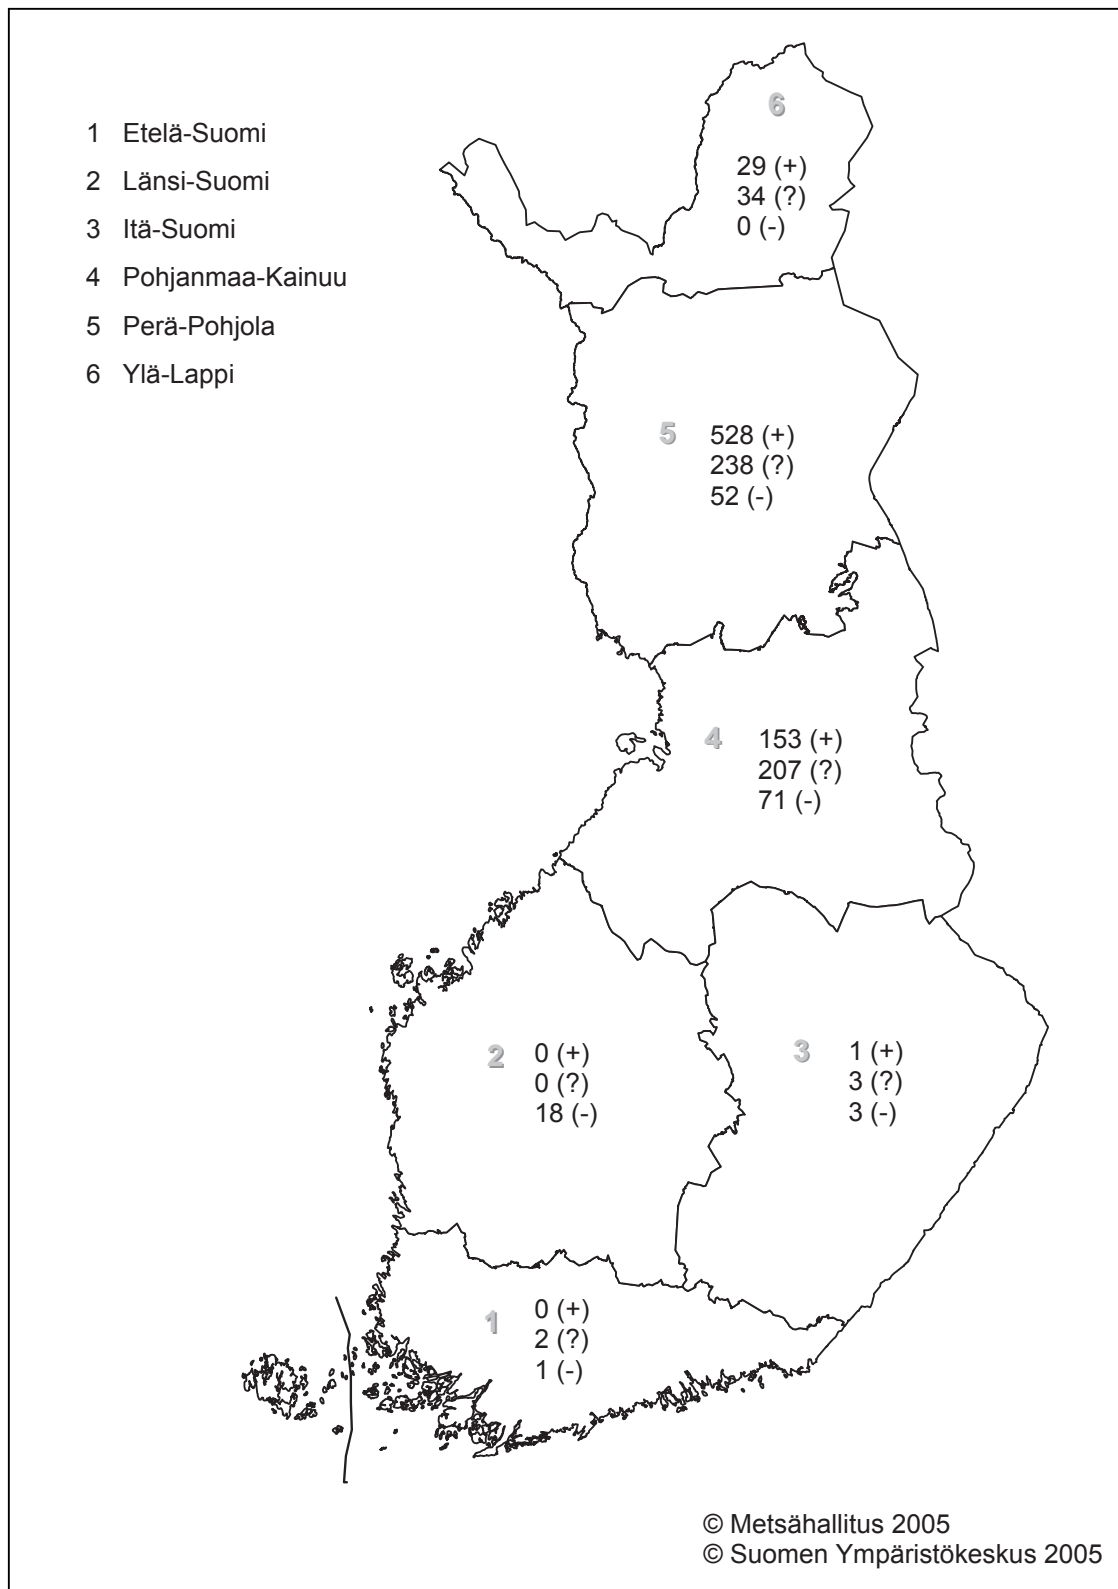 1 Etelä-Suomi
2 Länsi-Suomi
3 Itä-Suomi
4 Pohjanmaa-Kainuu
5 Perä-Pohjola
6 Ylä-Lappi
6
29 (+)
34 (?)
0 (-)
5 528 (+)
238 (?)
52 (-)
4 153 (+)
207 (?)
71 (-)
2 0 (+)
0 (?)
18 (-)
3 1 (+)
3 (?)
3 (-)
1 0 (+)
2 (?)
1 (-)
© Metsähallitus 2005
© Suomen Ympäristökeskus 2005